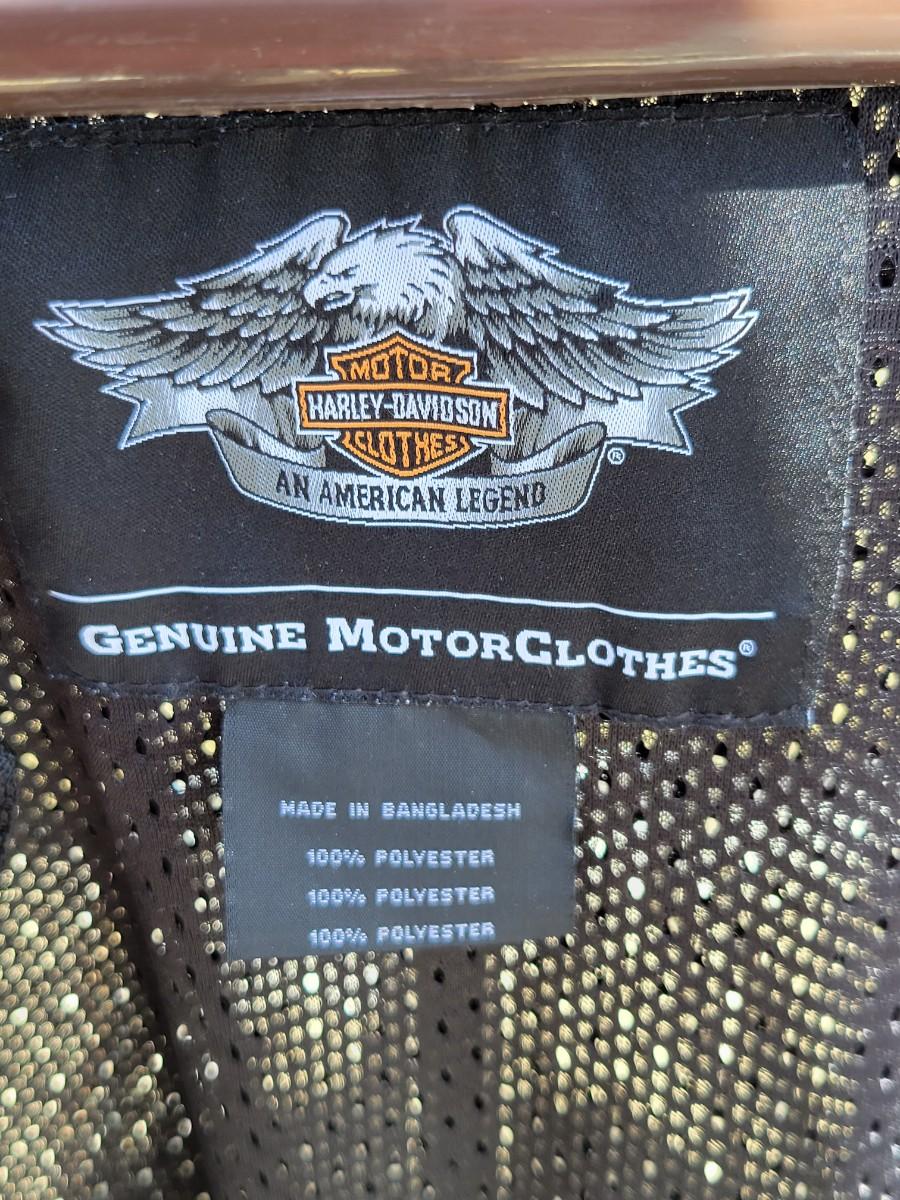 MOTOR
HARLEY-DAVIDSON
CLOTHES
®
AN AMERICAN LEGEND
GENUINE MOTORCLOTHES®
MADE IN BANGLADESH
100% POLYESTER
100% POLYESTER
100% POLYESTER